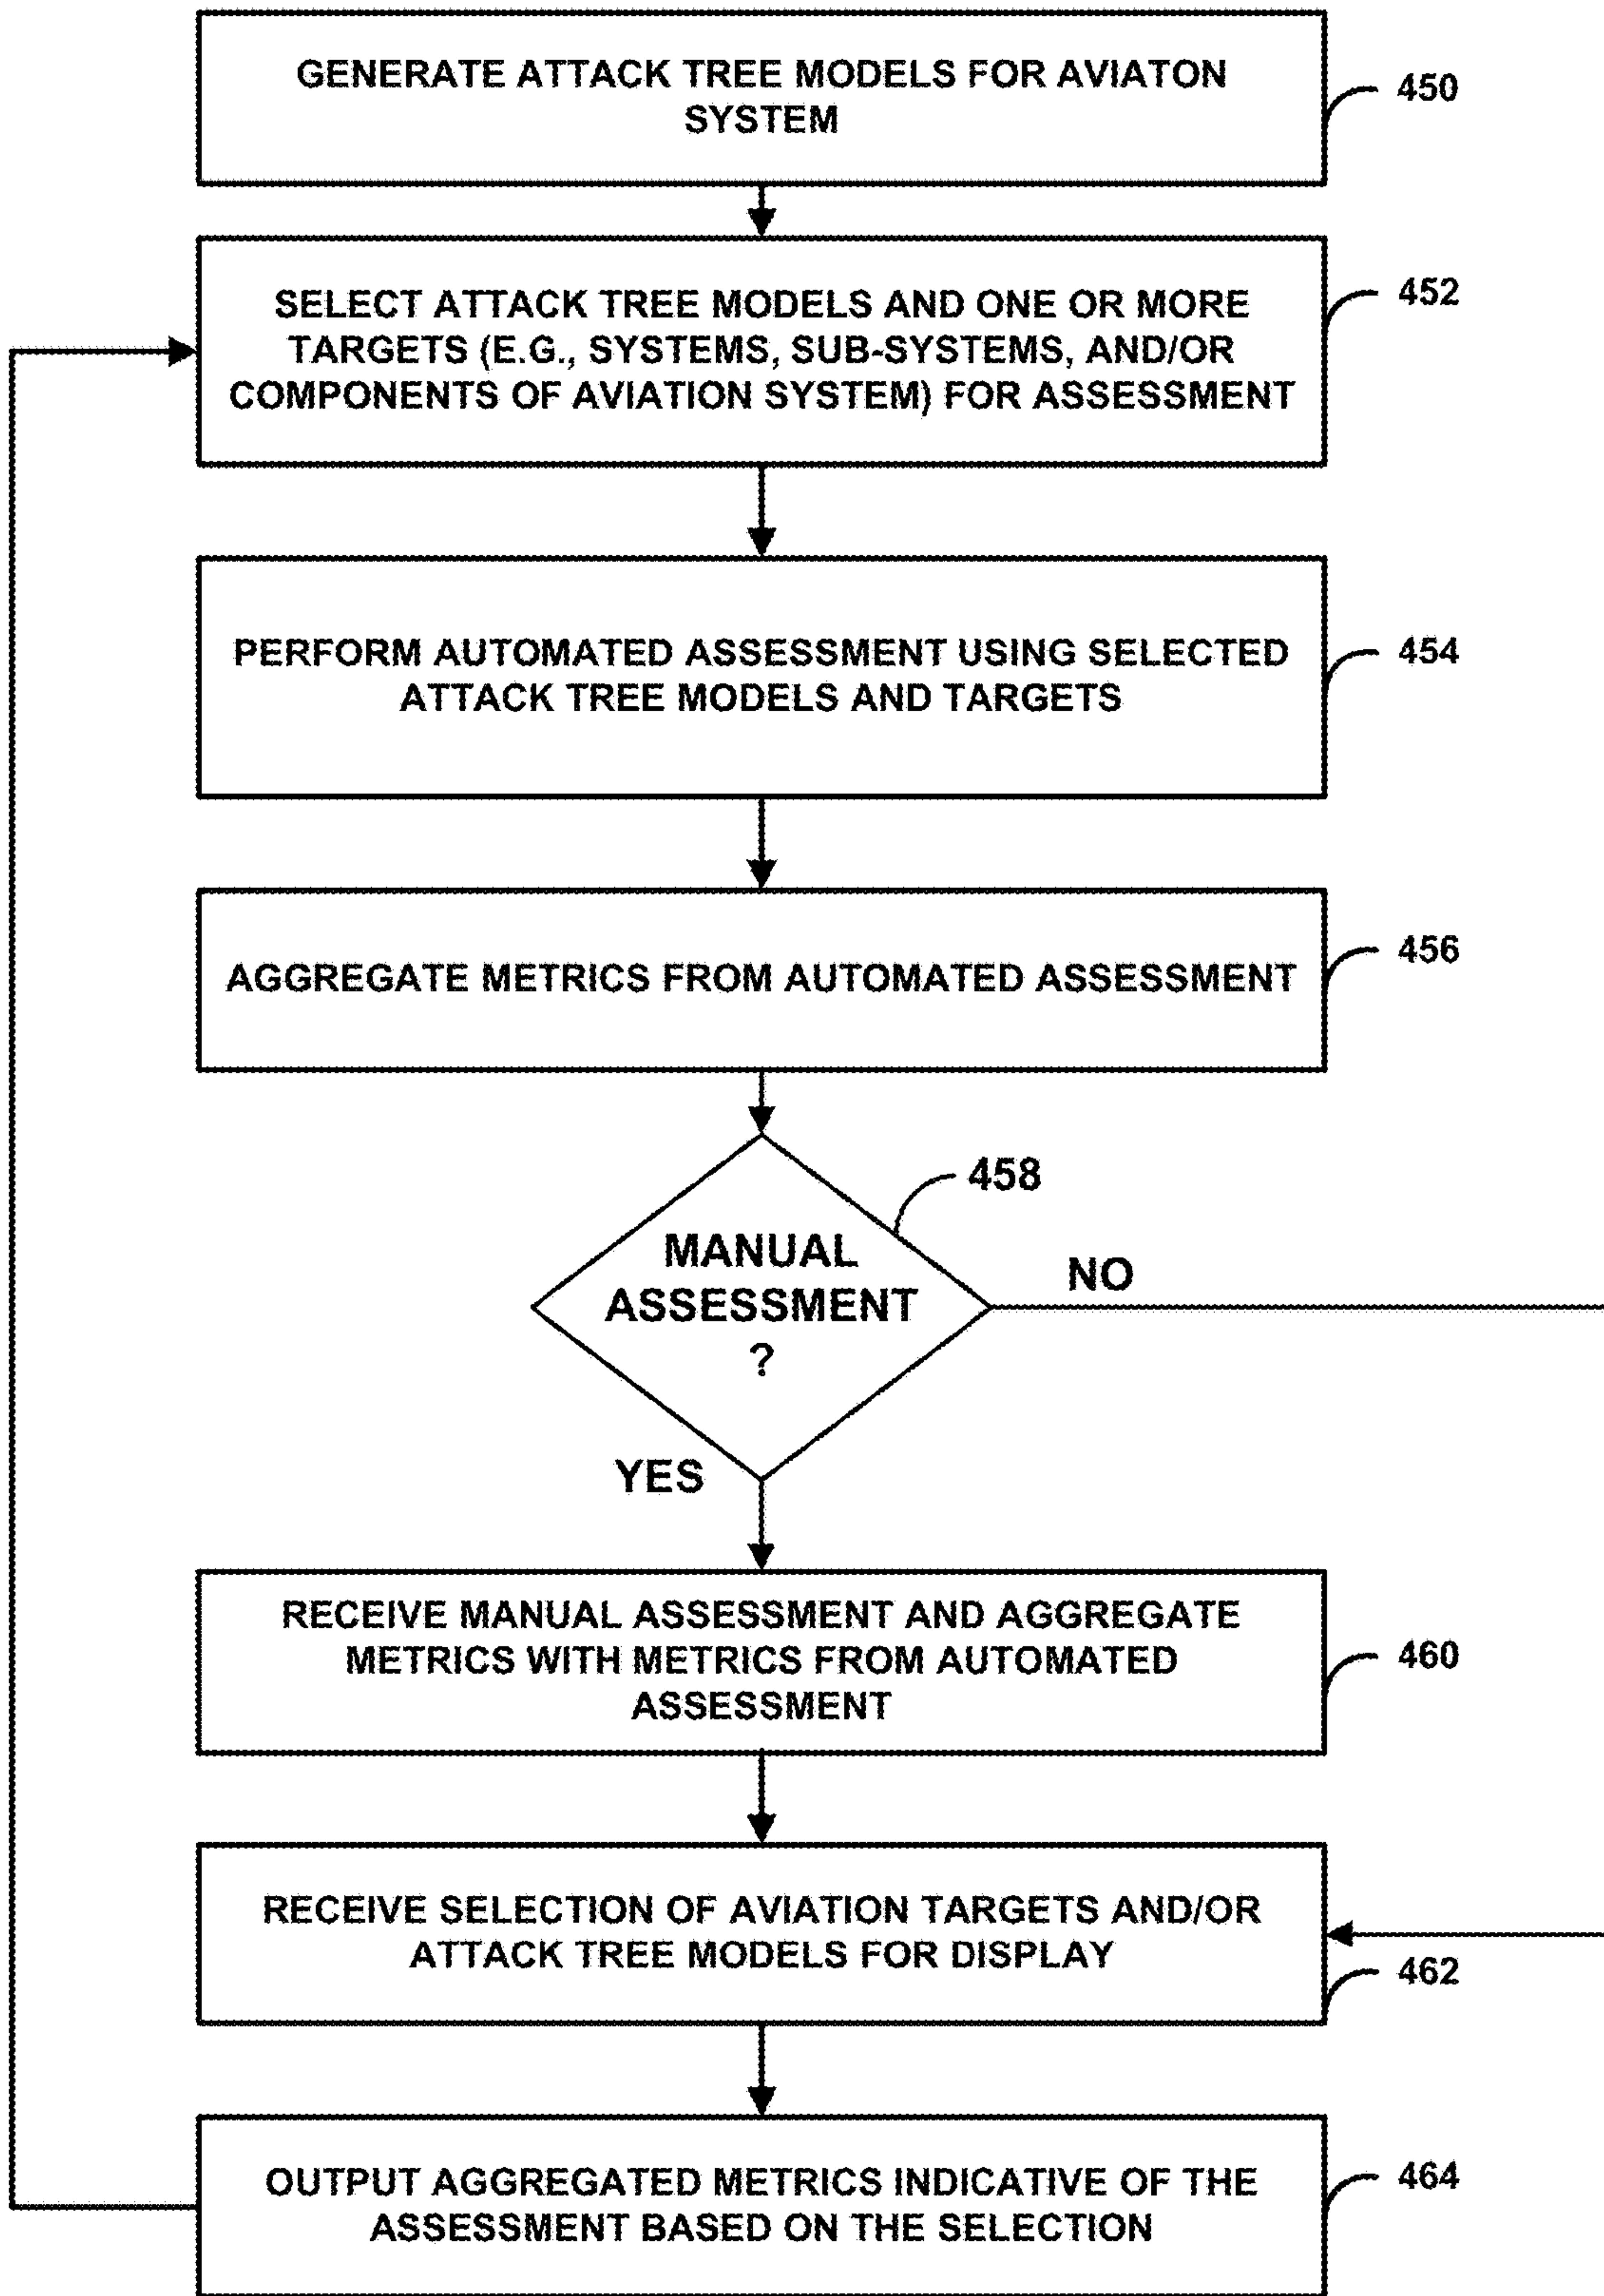 GENERATE ATTACK TREE MODELS FOR AVIATON
SYSTEM
450
SELECT ATTACK TREE MODELS AND ONE OR MORE
TARGETS (E.G., SYSTEMS, SUB-SYSTEMS, AND/OR
COMPONENTS OF AVIATION SYSTEM) FOR ASSESSMENT
452
PERFORM AUTOMATED ASSESSMENT USING SELECTED
ATTACK TREE MODELS AND TARGETS
454
AGGREGATE METRICS FROM AUTOMATED ASSESSMENT
456
458
MANUAL
ASSESSMENT
?
NO
YES
RECEIVE MANUAL ASSESSMENT AND AGGREGATE
METRICS WITH METRICS FROM AUTOMATED
ASSESSMENT
460
RECEIVE SELECTION OF AVIATION TARGETS AND/OR
ATTACK TREE MODELS FOR DISPLAY
462
OUTPUT AGGREGATED METRICS INDICATIVE OF THE
ASSESSMENT BASED ON THE SELECTION
464